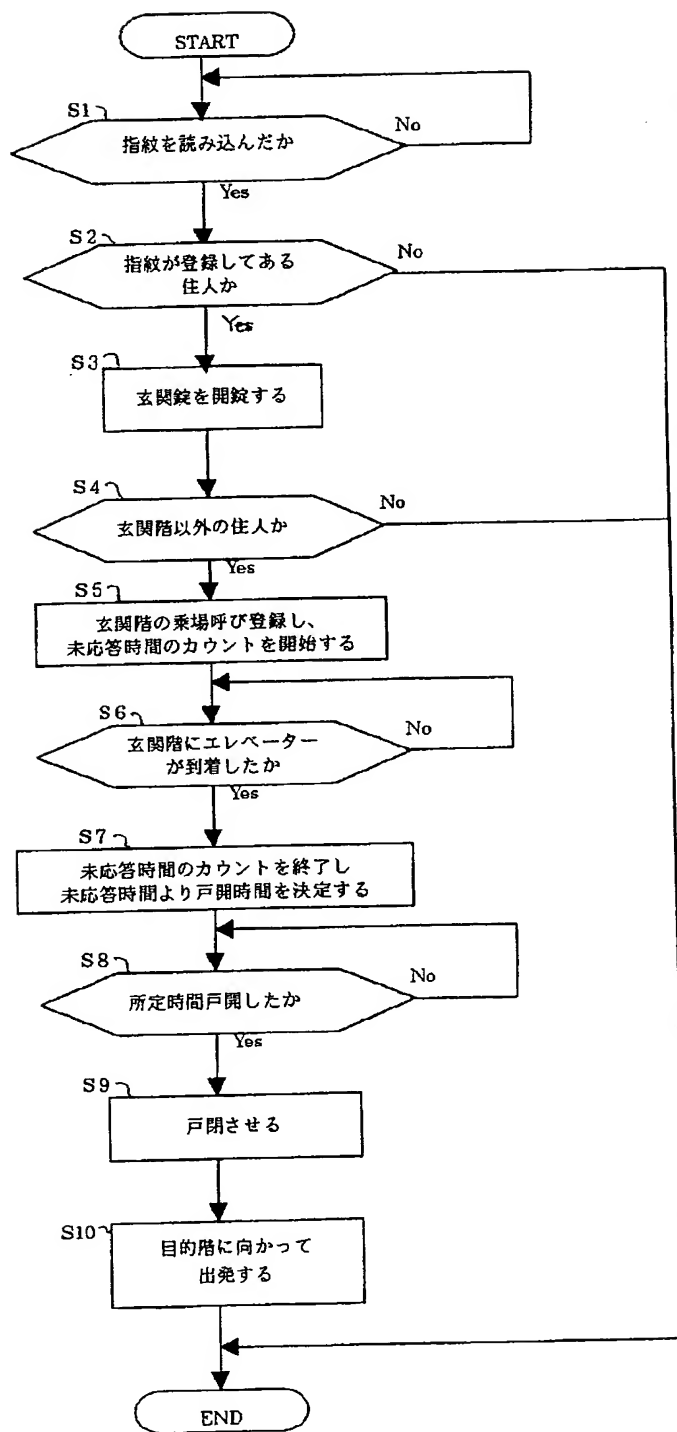 START
S1
指紋を読み込んだか
No
Yes
S2
指紋が登録してある
住人か
No
Yes
S3
玄関錠を開錠する
S4
玄関階以外の住人か
No
Yes
S5
玄関階の乗場呼び登録し、
未応答時間のカウントを開始する
S6
玄関階にエレベーター
が到着したか
No
Yes
S7
未応答時間のカウントを終了し
未応答時間より戸開時間を決定する
S8
所定時間戸開したか
No
Yes
S9
戸閉させる
S10
目的階に向かって
出発する
END